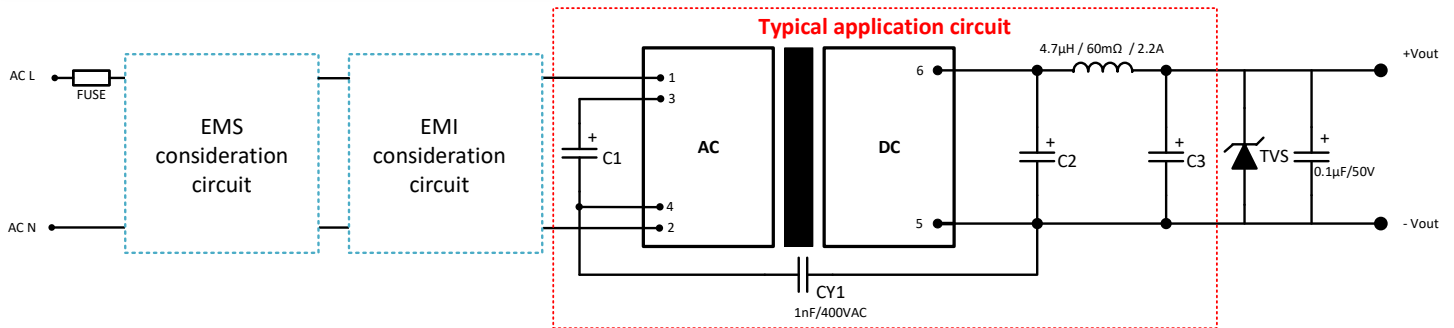 Typical application circuit
AC L
FUSE
EMS
consideration
circuit
EMI
consideration
circuit
1
3
+
C1
4
2
AC
DC
6
5
4.7µH / 60mΩ / 2.2A
+
C2
+
C3
TVS
+
0.1µF/50V
+Vout
- Vout
AC N
CY1
1nF/400VAC